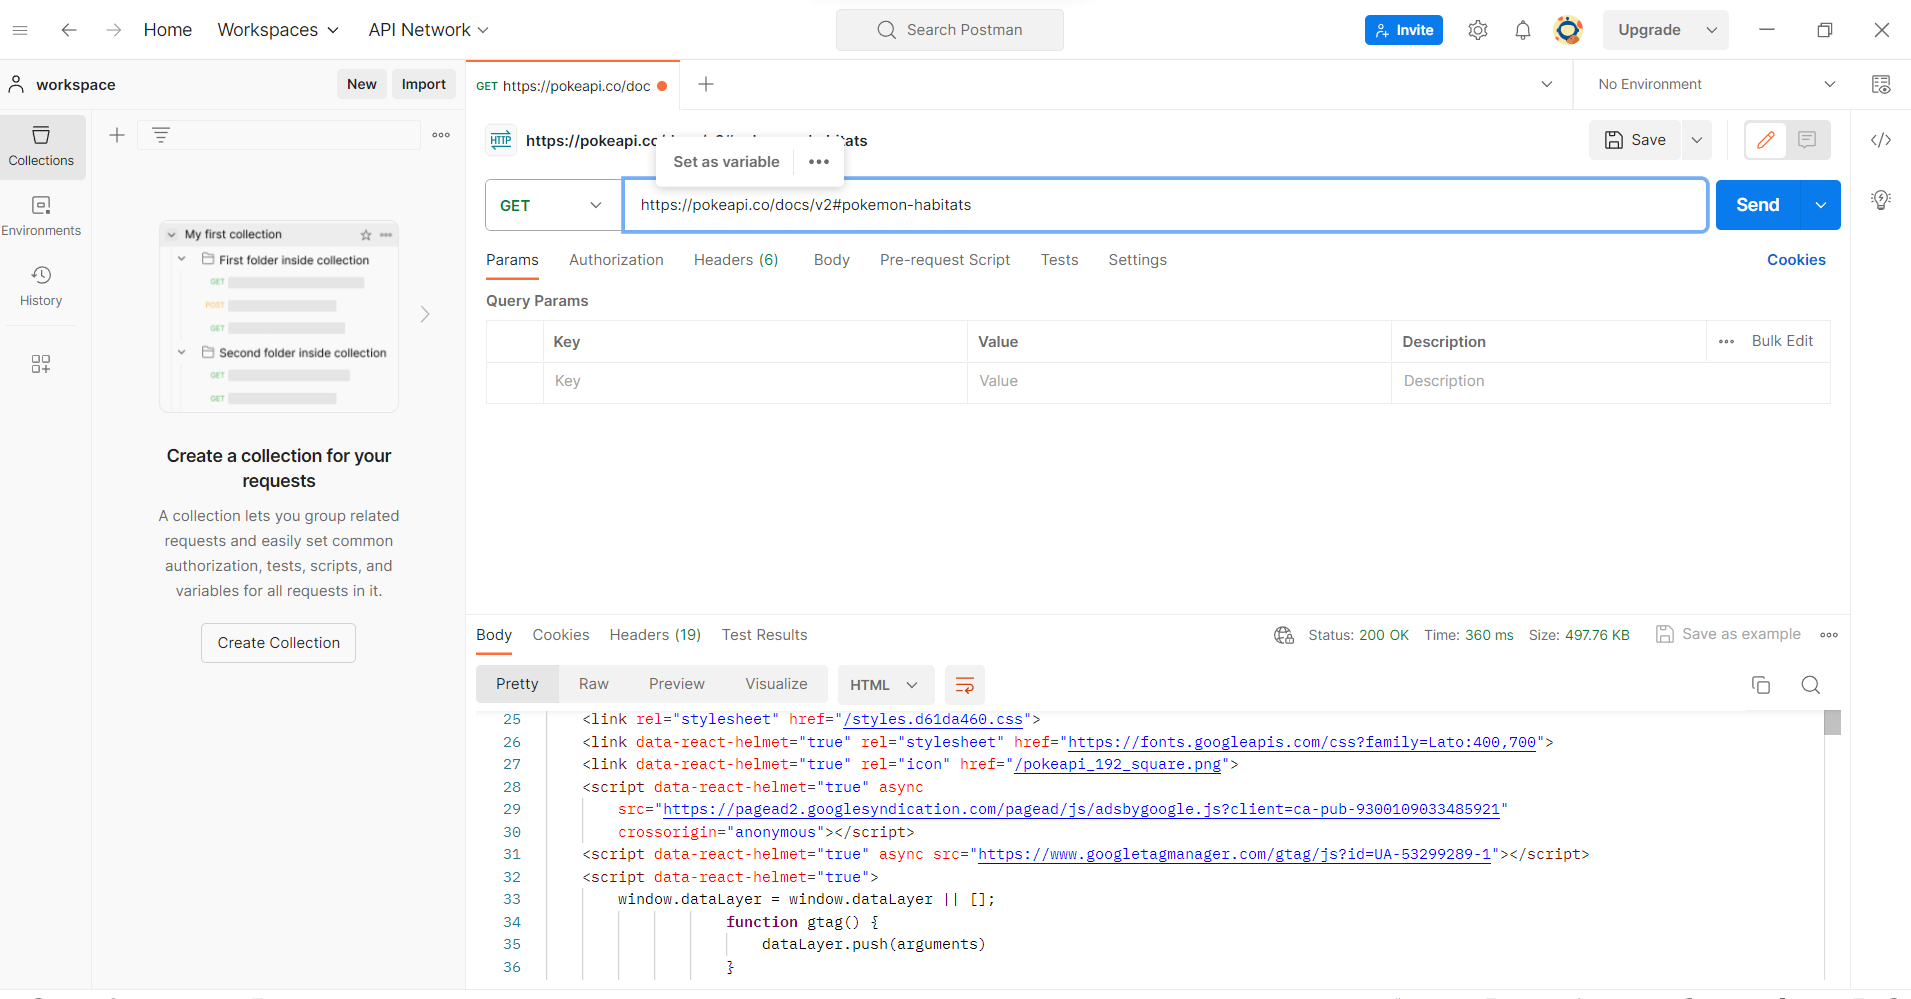 Home Workspaces API Network Search Postman Invite Upgrade
workspace New Import GET https://pokeapi.co/doc No Environment
Collections
Environments
History
My first collection
First folder inside collection
GET
POST
GET
Second folder inside collection
GET
GET
Create a collection for your
requests
A collection lets you group related
requests and easily set common
authorization, tests, scripts, and
variables for all requests in it.
Create Collection
HTTP https://pokeapi.co tats Save
Set as variable
GET https://pokeapi.co/docs/v2#pokemon-habitats Send
Params Authorization Headers (6) Body Pre-request Script Tests Settings Cookies
Query Params
Key Value Description Bulk Edit
Key Value Description
Body Cookies Headers (19) Test Results Status: 200 OK Time: 360 ms Size: 497.76 KB Save as example
Pretty Raw Preview Visualize HTML
25 <link rel="stylesheet" href="/styles.d61da460.css">
26 <link data-react-helmet="true" rel="stylesheet" href="https://fonts.googleapis.com/css?family=Lato:400,700">
27 <link data-react-helmet="true" rel="icon" href="/pokeapi_192_square.png">
28 <script data-react-helmet="true" async
29 src="https://pagead2.googlesyndication.com/pagead/js/adsbygoogle.js?client=ca-pub-9300109033485921"
30 crossorigin="anonymous"></script>
31 <script data-react-helmet="true" async src="https://www.googletagmanager.com/gtag/js?id=UA-53299289-1"></script>
32 <script data-react-helmet="true">
33 window.dataLayer = window.dataLayer || [];
34 function gtag() {
35 dataLayer.push(arguments)
36 }